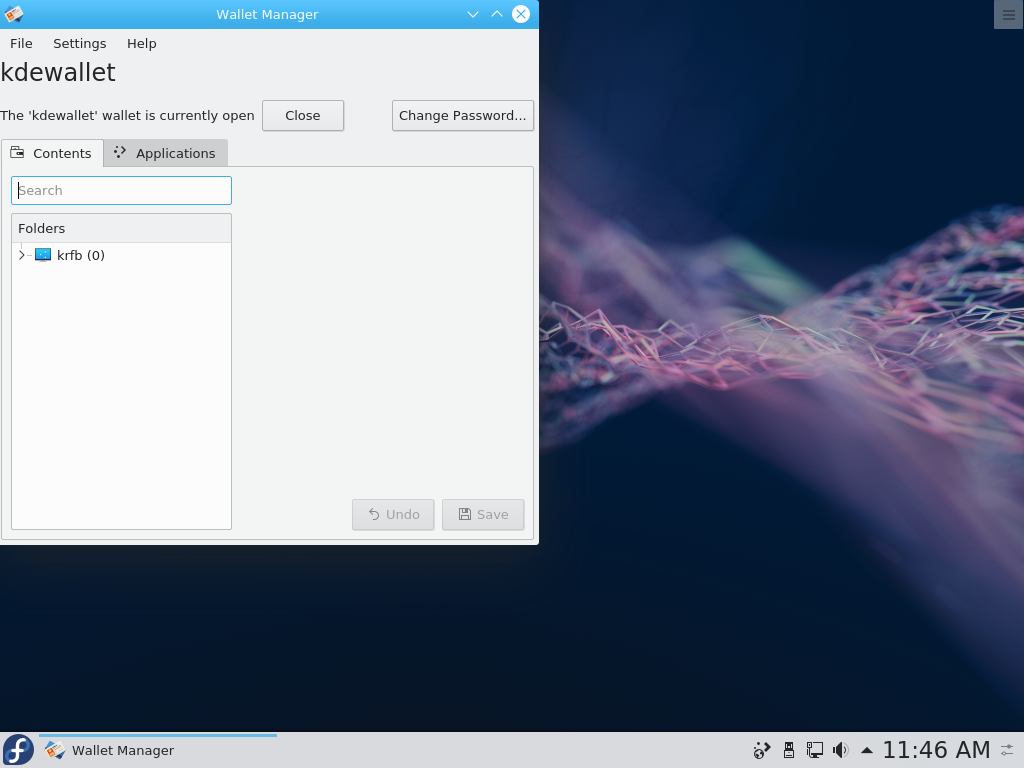 Wallet Manager
File Settings Help
kdewallet
The 'kdewallet' wallet is currently open Close Change Password...
Contents Applications
Search
Folders
krfb (0)
Undo Save
Wallet Manager 11:46 AM